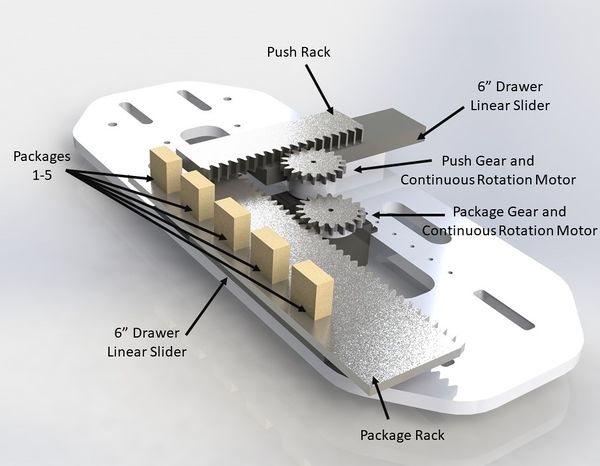 Push Rack
6” Drawer
Linear Slider
Packages
1-5
Push Gear and
Continuous Rotation Motor
Package Gear and
Continuous Rotation Motor
6” Drawer
Linear Slider
Package Rack